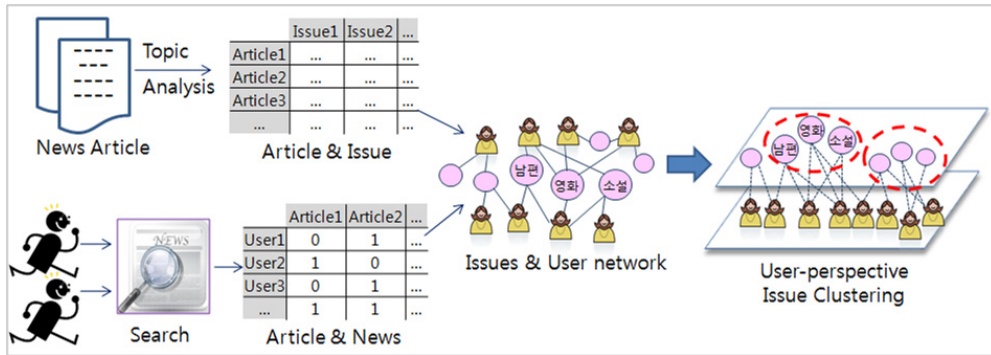 News Article
Topic
Analysis
Issue1 Issue2 ...
Article1 ... ... ...
Article2 ... ... ...
Article3 ... ... ...
... ... ... ...
Article & Issue
Search
NEWS
Article1 Article2 ...
User1 0 1 ...
User2 1 0 ...
User3 0 1 ...
... 1 1 ...
Article & News
남편
영화
소설
Issues & User network
남편
영화
소설
User-perspective
Issue Clustering